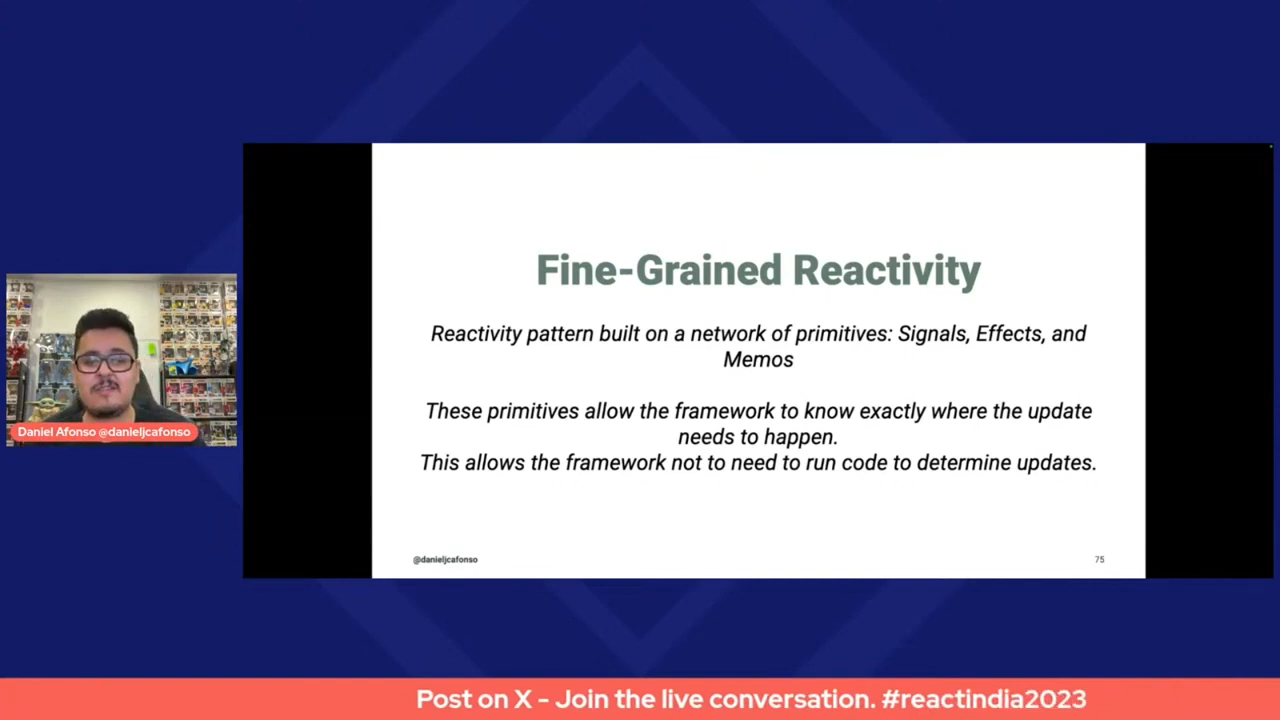 Fine-Grained Reactivity
Reactivity pattern built on a network of primitives: Signals, Effects, and
Memos
These primitives allow the framework to know exactly where the update
needs to happen.
This allows the framework not to need to run code to determine updates.
@danieljcafonso
75
Daniel Afonso @danieljcafonso
Post on X - Join the live conversation. #reactindia2023